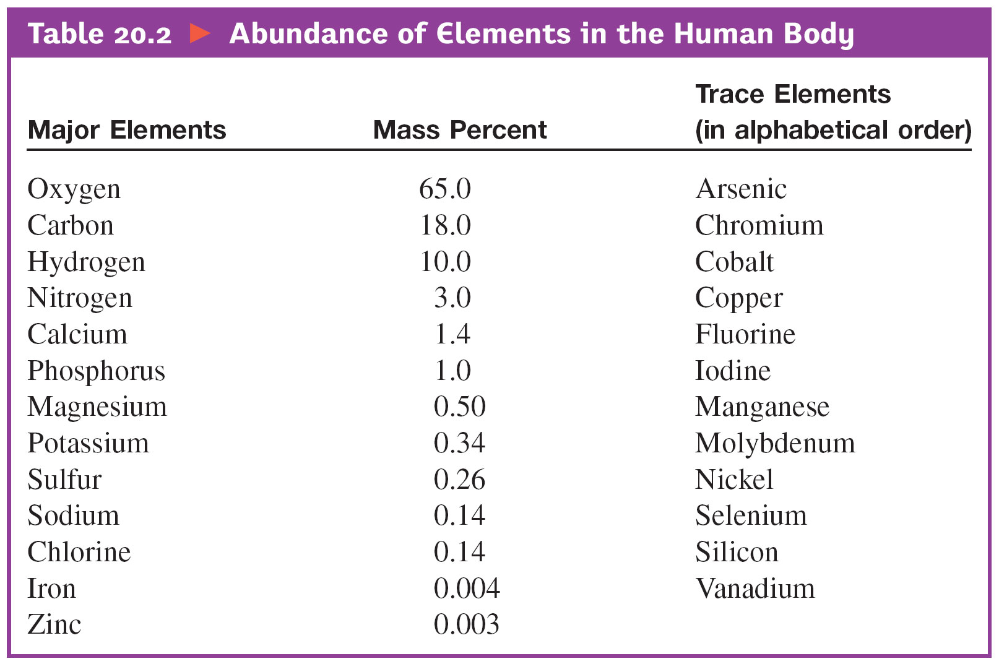 Table 20.2 ▶ Abundance of Elements in the Human Body
Trace Elements
Major Elements Mass Percent (in alphabetical order)
Oxygen 65.0 Arsenic
Carbon 18.0 Chromium
Hydrogen 10.0 Cobalt
Nitrogen 3.0 Copper
Calcium 1.4 Fluorine
Phosphorus 1.0 Iodine
Magnesium 0.50 Manganese
Potassium 0.34 Molybdenum
Sulfur 0.26 Nickel
Sodium 0.14 Selenium
Chlorine 0.14 Silicon
Iron 0.004 Vanadium
Zinc 0.003